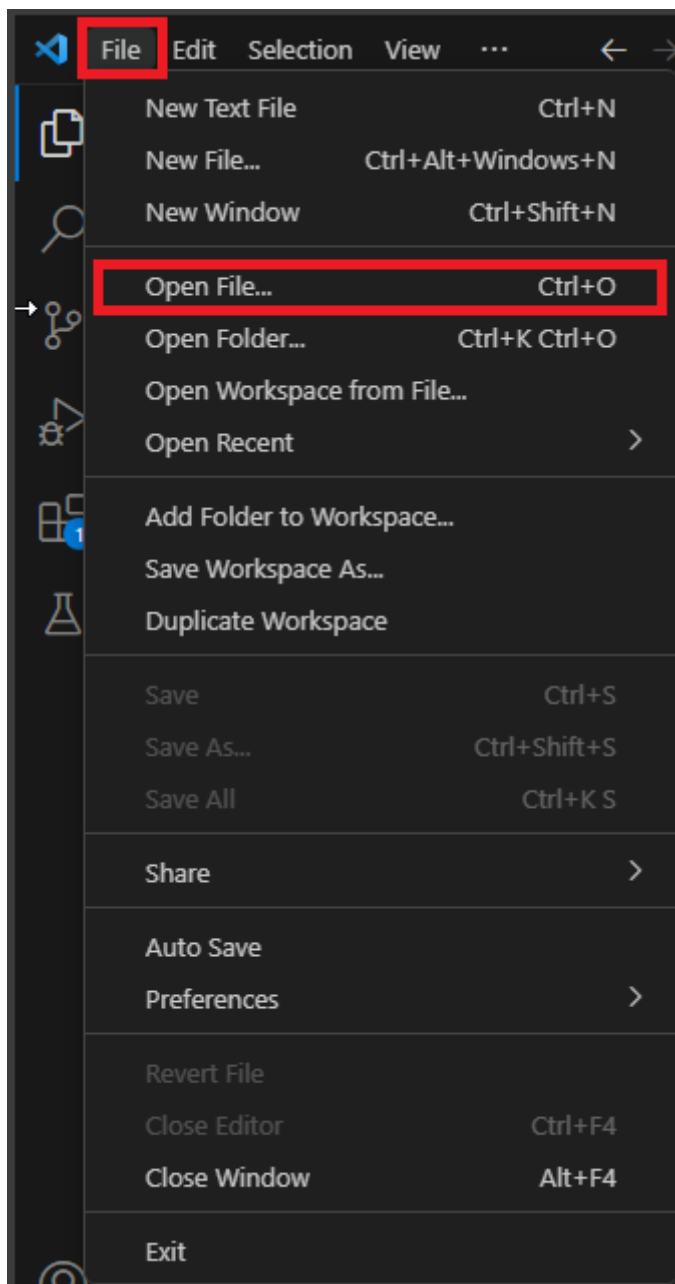 File Edit Selection View ...
New Text File Ctrl+N
New File... Ctrl+Alt+Windows+N
New Window Ctrl+Shift+N
Open File... Ctrl+O
Open Folder... Ctrl+K Ctrl+O
Open Workspace from File...
Open Recent
Add Folder to Workspace...
Save Workspace As...
Duplicate Workspace
Save Ctrl+S
Save As... Ctrl+Shift+S
Save All Ctrl+K S
Share
Auto Save
Preferences
Revert File
Close Editor Ctrl+F4
Close Window Alt+F4
Exit
1